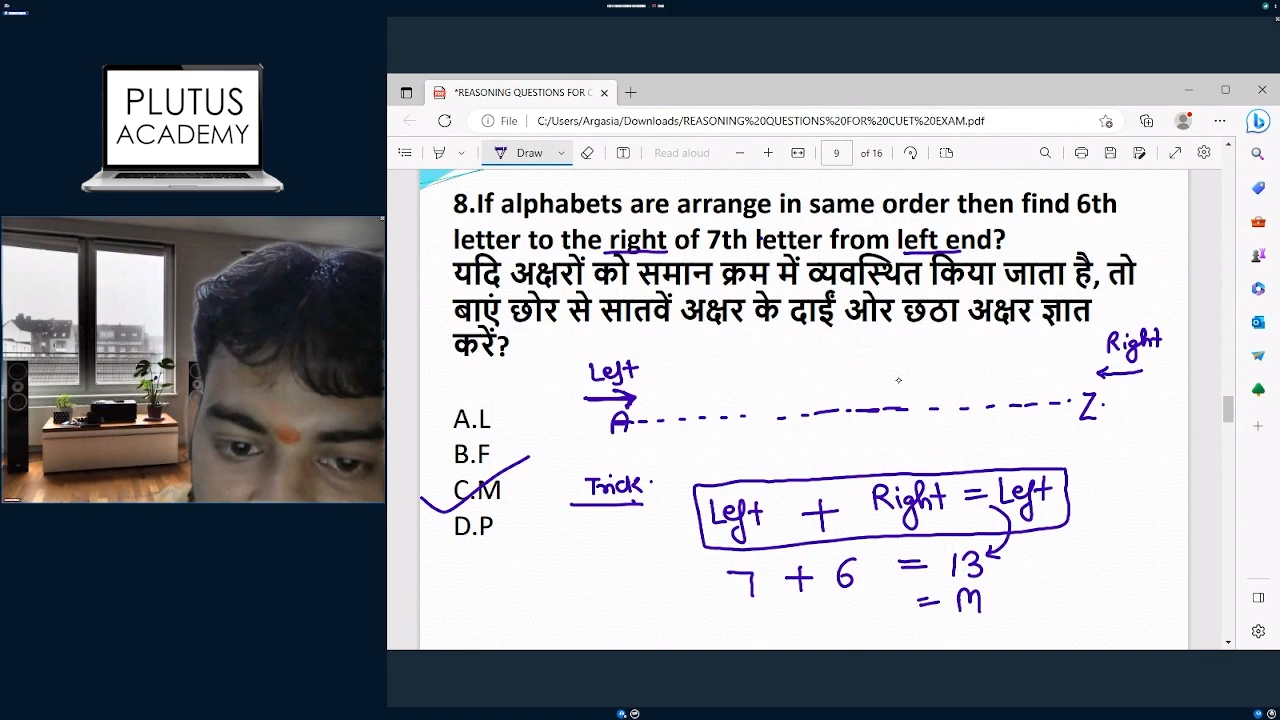 PLUTUS
ACADEMY
*REASONING QUESTIONS FOR C
File
C:/Users/Argasia/Downloads/REASONING%20QUESTIONS%20FOR%20CUET%20EXAM.pdf
Draw
Read aloud
9 of 16
8.If alphabets are arrange in same order then find 6th
letter to the right of 7th letter from left end?
यदि अक्षरों को समान क्रम में व्यवस्थित किया जाता है, तो
बाएं छोर से सातवें अक्षर के दाईं ओर छठा अक्षर ज्ञात
करें?
Right
Left
A Z
A.L
B.F
C.M
D.P
Trick
Left + Right = Left
7 + 6 = 13
= M